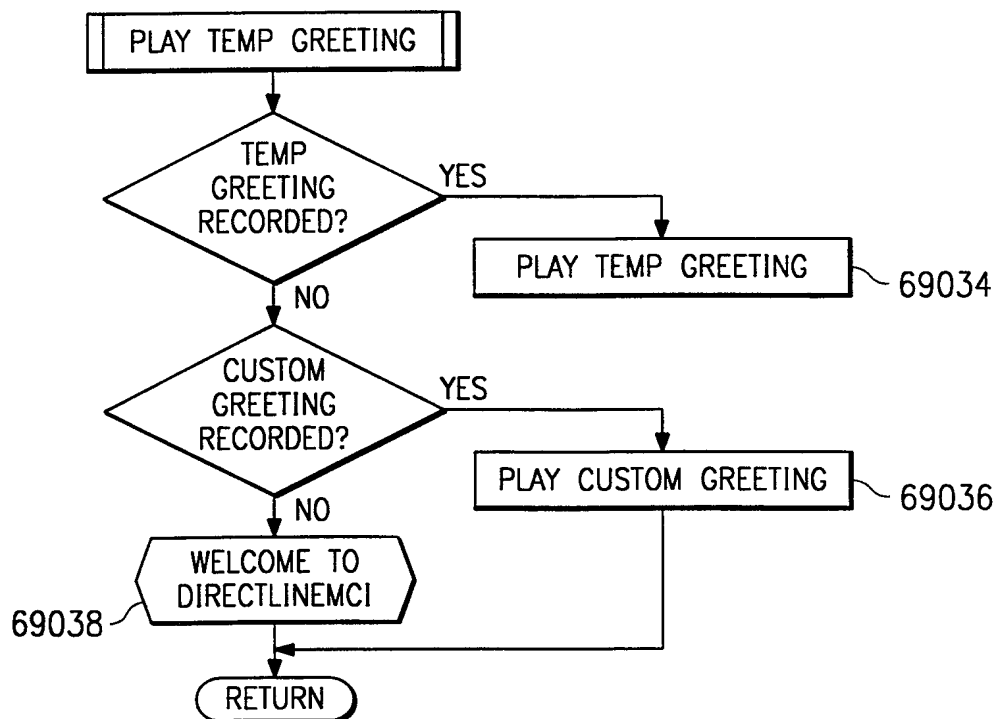 PLAY TEMP GREETING
TEMP
GREETING
RECORDED?
YES
PLAY TEMP GREETING
69034
NO
CUSTOM
GREETING
RECORDED?
YES
PLAY CUSTOM GREETING
69036
NO
WELCOME TO
DIRECTLINEMCI
69038
RETURN